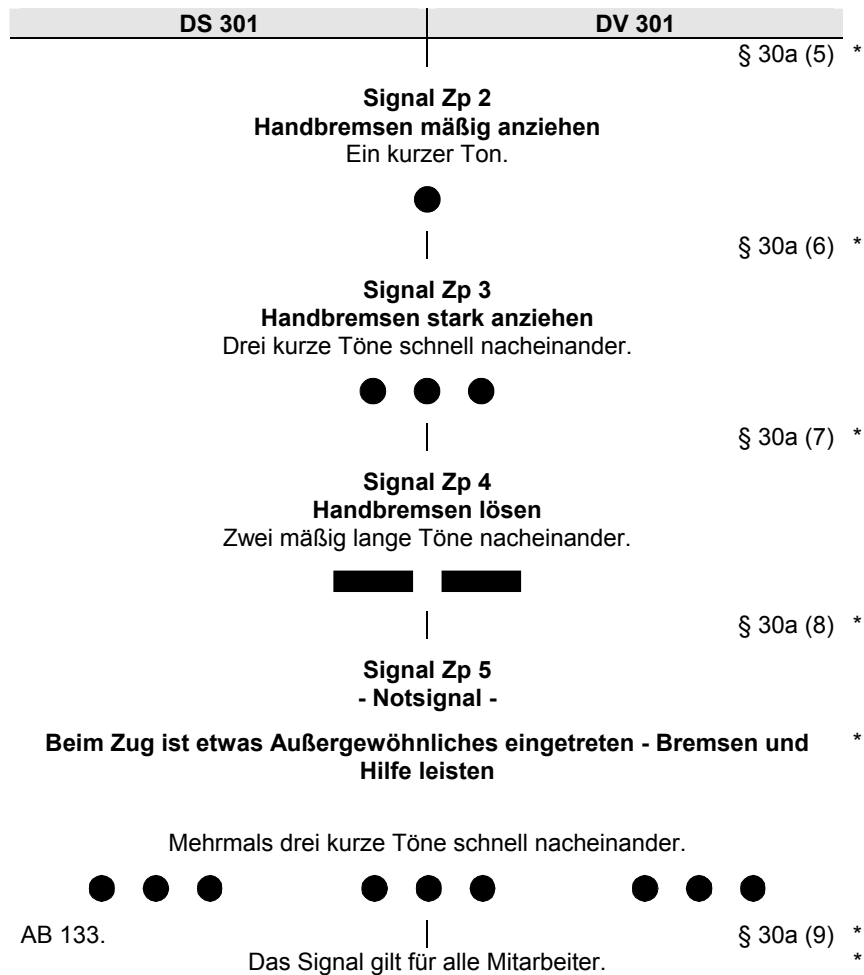 DS 301 DV 301
§ 30a (5) *
Signal Zp 2
Handbremsen mäßig anziehen
Ein kurzer Ton.
§ 30a (6) *
Signal Zp 3
Handbremsen stark anziehen
Drei kurze Töne schnell nacheinander.
§ 30a (7) *
Signal Zp 4
Handbremsen lösen
Zwei mäßig lange Töne nacheinander.
§ 30a (8) *
Signal Zp 5
- Notsignal -
Beim Zug ist etwas Außergewöhnliches eingetreten - Bremsen und *
Hilfe leisten
Mehrmals drei kurze Töne schnell nacheinander.
AB 133. § 30a (9) *
Das Signal gilt für alle Mitarbeiter. *